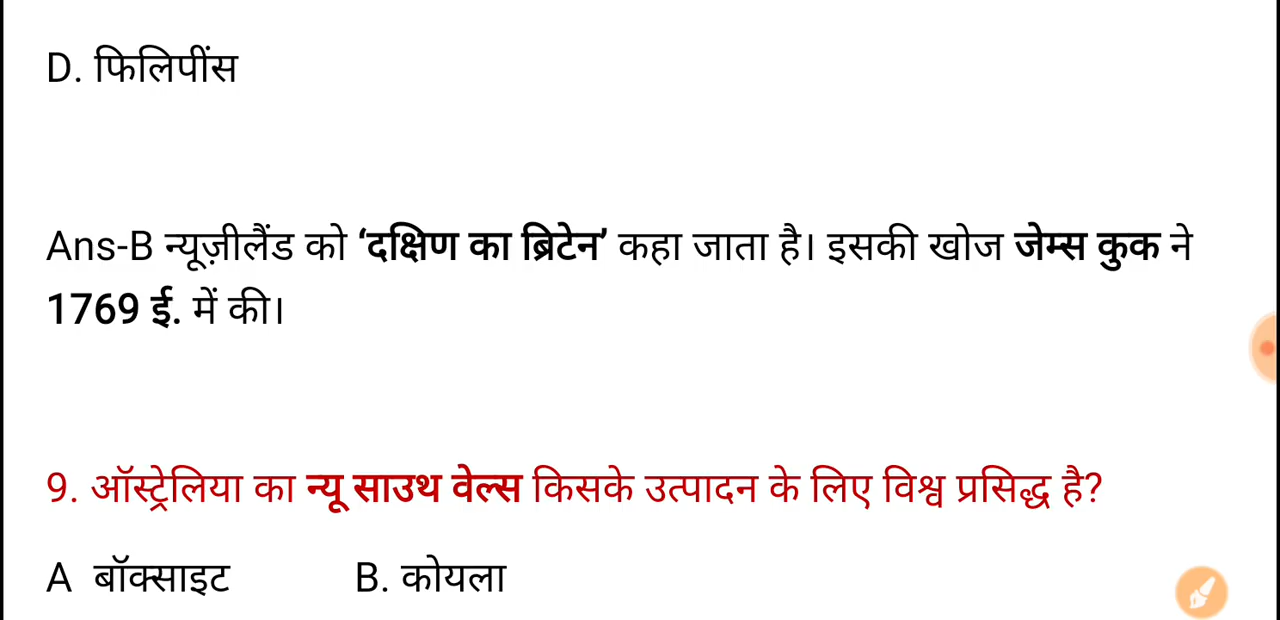 D. फिलिपींस
Ans-B न्यूज़ीलैंड को ‘दक्षिण का ब्रिटेन’ कहा जाता है। इसकी खोज जेम्स कुक ने
1769 ई. में की।
9. ऑस्ट्रेलिया का न्यू साउथ वेल्स किसके उत्पादन के लिए विश्व प्रसिद्ध है?
A बॉक्साइट B. कोयला